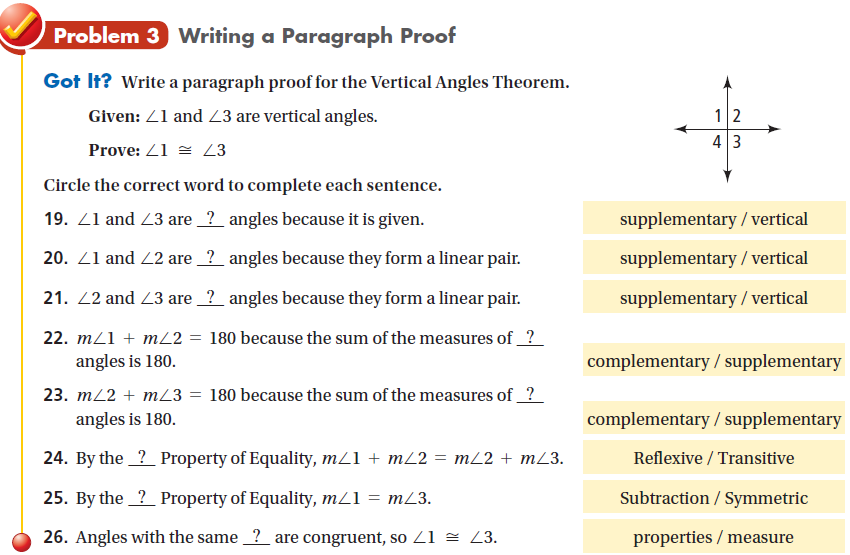 Problem 3 Writing a Paragraph Proof
Got It? Write a paragraph proof for the Vertical Angles Theorem.
Given: ∠1 and ∠3 are vertical angles.
Prove: ∠1 ≅ ∠3
1 2
4 3
Circle the correct word to complete each sentence.
19. ∠1 and ∠3 are ? angles because it is given. supplementary / vertical
20. ∠1 and ∠2 are ? angles because they form a linear pair. supplementary / vertical
21. ∠2 and ∠3 are ? angles because they form a linear pair. supplementary / vertical
22. m∠1 + m∠2 = 180 because the sum of the measures of ?
angles is 180. complementary / supplementary
23. m∠2 + m∠3 = 180 because the sum of the measures of ?
angles is 180. complementary / supplementary
24. By the ? Property of Equality, m∠1 + m∠2 = m∠2 + m∠3. Reflexive / Transitive
25. By the ? Property of Equality, m∠1 = m∠3. Subtraction / Symmetric
26. Angles with the same ? are congruent, so ∠1 ≅ ∠3. properties / measure